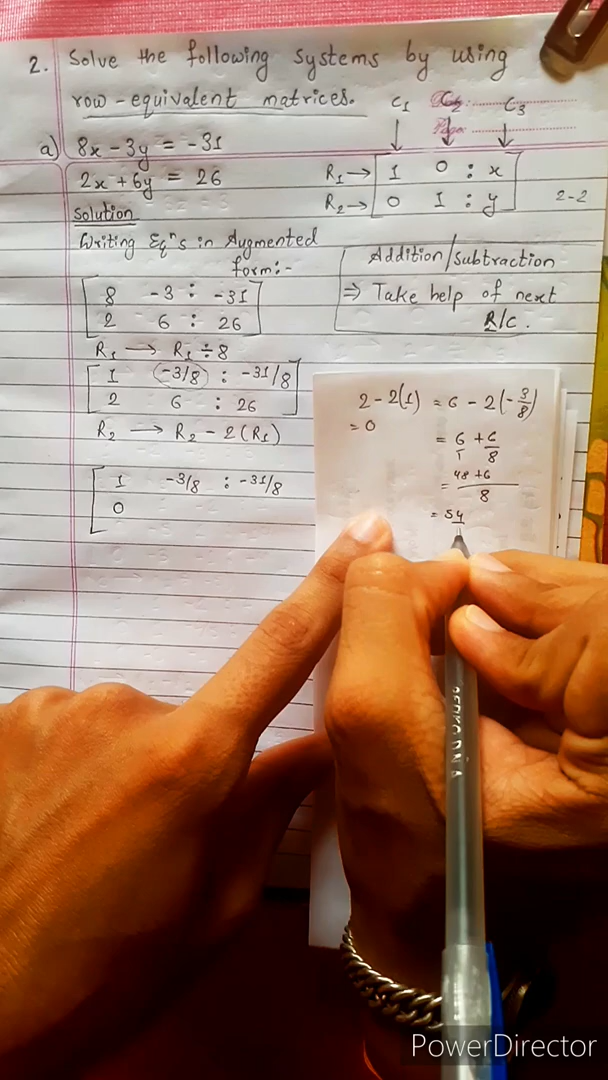 2. Solve the following systems by using
row-equivalent matrices.
C1 C2 C3
a) 8x - 3y = -31
2x + 6y = 26
R1 → [ 1 0 : x ]
R2 → [ 0 1 : y ]
2-2
Solution
Writing Eqⁿs in Augmented
form:-
Addition/Subtraction
⇒ Take help of next
R/C.
[ 8 -3 : -31 ]
[ 2 6 : 26 ]
R1 → R1 ÷ 8
[ 1 -3/8 : -31/8 ]
[ 2 6 : 26 ]
R2 → R2 - 2(R1)
[ 1 -3/8 : -31/8
[ 0
2-2(1)
= 0
= 6 - 2(-3/8)
= 6/1 + 6/8
= 48+6/8
= 54
PowerDirector